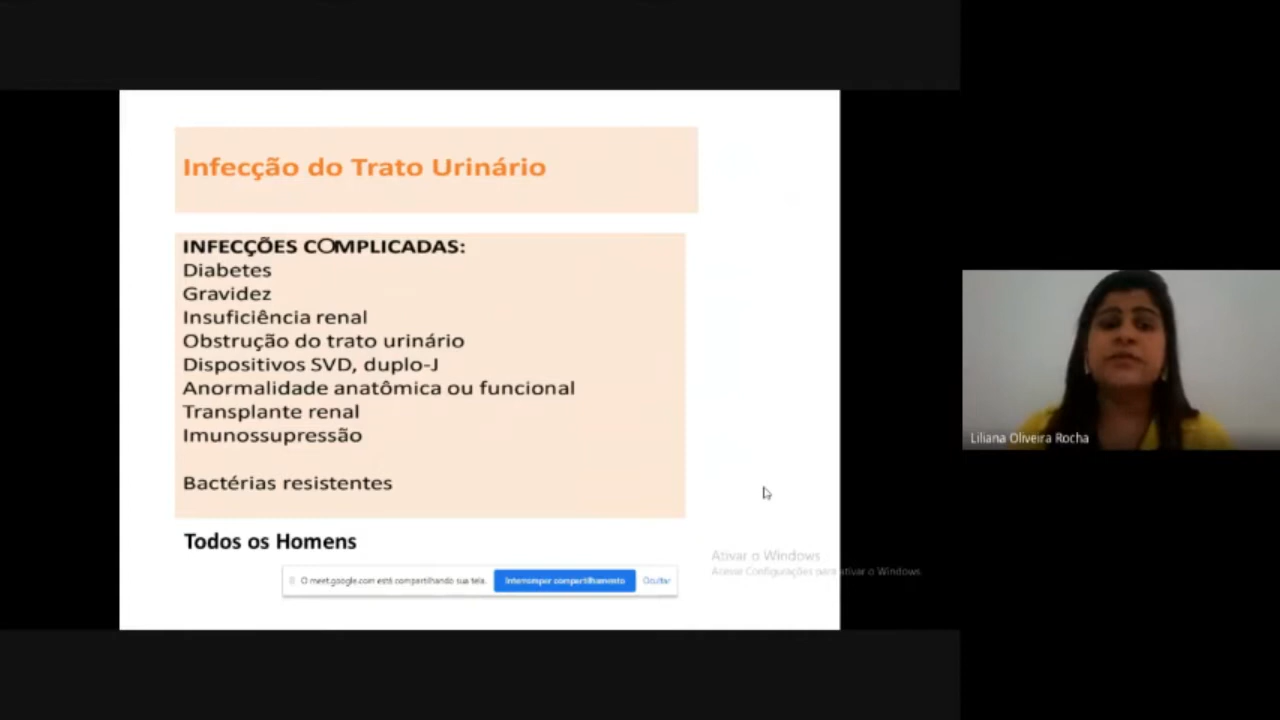 Infecção do Trato Urinário
INFECÇÕES COMPLICADAS:
Diabetes
Gravidez
Insuficiência renal
Obstrução do trato urinário
Dispositivos SVD, duplo-J
Anormalidade anatômica ou funcional
Transplante renal
Imunossupressão
Bactérias resistentes
Todos os Homens
O meet.google.com está compartilhando sua tela. Interromper compartilhamento Ocultar
Ativar o Windows
Acesse Configurações para ativar o Windows.
Liliana Oliveira Rocha